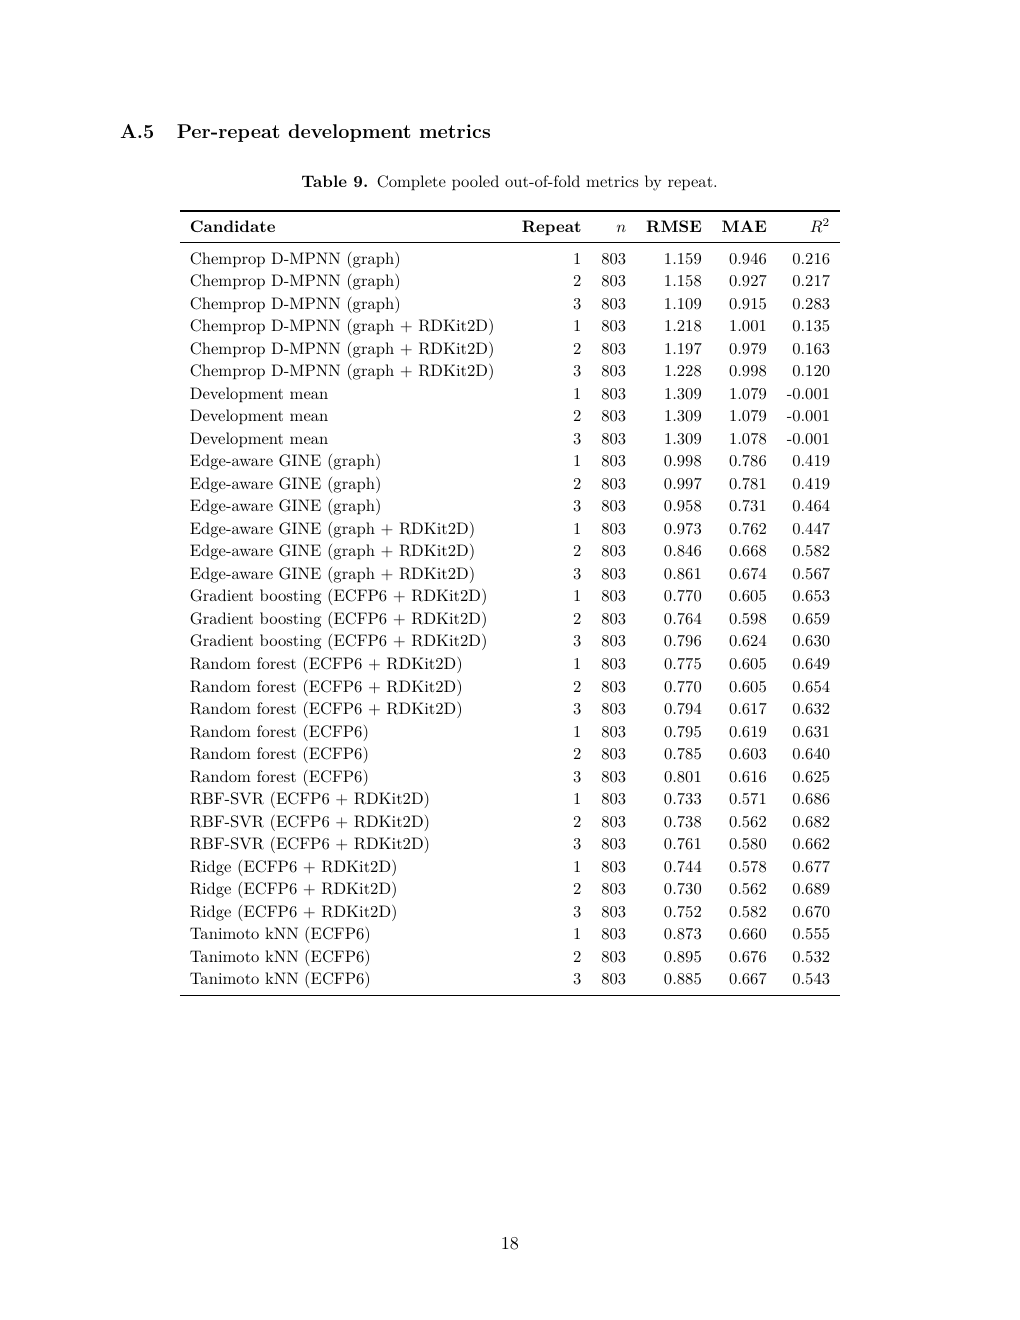 A.5 Per-repeat development metrics
Table 9. Complete pooled out-of-fold metrics by repeat.
Candidate Repeat n RMSE MAE R²
Chemprop D-MPNN (graph) 1 803 1.159 0.946 0.216
Chemprop D-MPNN (graph) 2 803 1.158 0.927 0.217
Chemprop D-MPNN (graph) 3 803 1.109 0.915 0.283
Chemprop D-MPNN (graph + RDKit2D) 1 803 1.218 1.001 0.135
Chemprop D-MPNN (graph + RDKit2D) 2 803 1.197 0.979 0.163
Chemprop D-MPNN (graph + RDKit2D) 3 803 1.228 0.998 0.120
Development mean 1 803 1.309 1.079 -0.001
Development mean 2 803 1.309 1.079 -0.001
Development mean 3 803 1.309 1.078 -0.001
Edge-aware GINE (graph) 1 803 0.998 0.786 0.419
Edge-aware GINE (graph) 2 803 0.997 0.781 0.419
Edge-aware GINE (graph) 3 803 0.958 0.731 0.464
Edge-aware GINE (graph + RDKit2D) 1 803 0.973 0.762 0.447
Edge-aware GINE (graph + RDKit2D) 2 803 0.846 0.668 0.582
Edge-aware GINE (graph + RDKit2D) 3 803 0.861 0.674 0.567
Gradient boosting (ECFP6 + RDKit2D) 1 803 0.770 0.605 0.653
Gradient boosting (ECFP6 + RDKit2D) 2 803 0.764 0.598 0.659
Gradient boosting (ECFP6 + RDKit2D) 3 803 0.796 0.624 0.630
Random forest (ECFP6 + RDKit2D) 1 803 0.775 0.605 0.649
Random forest (ECFP6 + RDKit2D) 2 803 0.770 0.605 0.654
Random forest (ECFP6 + RDKit2D) 3 803 0.794 0.617 0.632
Random forest (ECFP6) 1 803 0.795 0.619 0.631
Random forest (ECFP6) 2 803 0.785 0.603 0.640
Random forest (ECFP6) 3 803 0.801 0.616 0.625
RBF-SVR (ECFP6 + RDKit2D) 1 803 0.733 0.571 0.686
RBF-SVR (ECFP6 + RDKit2D) 2 803 0.738 0.562 0.682
RBF-SVR (ECFP6 + RDKit2D) 3 803 0.761 0.580 0.662
Ridge (ECFP6 + RDKit2D) 1 803 0.744 0.578 0.677
Ridge (ECFP6 + RDKit2D) 2 803 0.730 0.562 0.689
Ridge (ECFP6 + RDKit2D) 3 803 0.752 0.582 0.670
Tanimoto kNN (ECFP6) 1 803 0.873 0.660 0.555
Tanimoto kNN (ECFP6) 2 803 0.895 0.676 0.532
Tanimoto kNN (ECFP6) 3 803 0.885 0.667 0.543
18